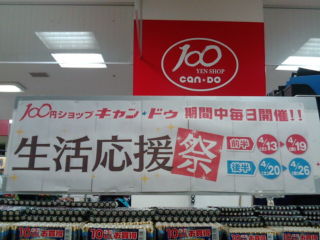 100
YEN SHOP
CAN★DO
100円ショップ キャン★ドゥ 期間中毎日開催!!
生活応援祭
前半 4/13 4/19
後半 4/20 4/26